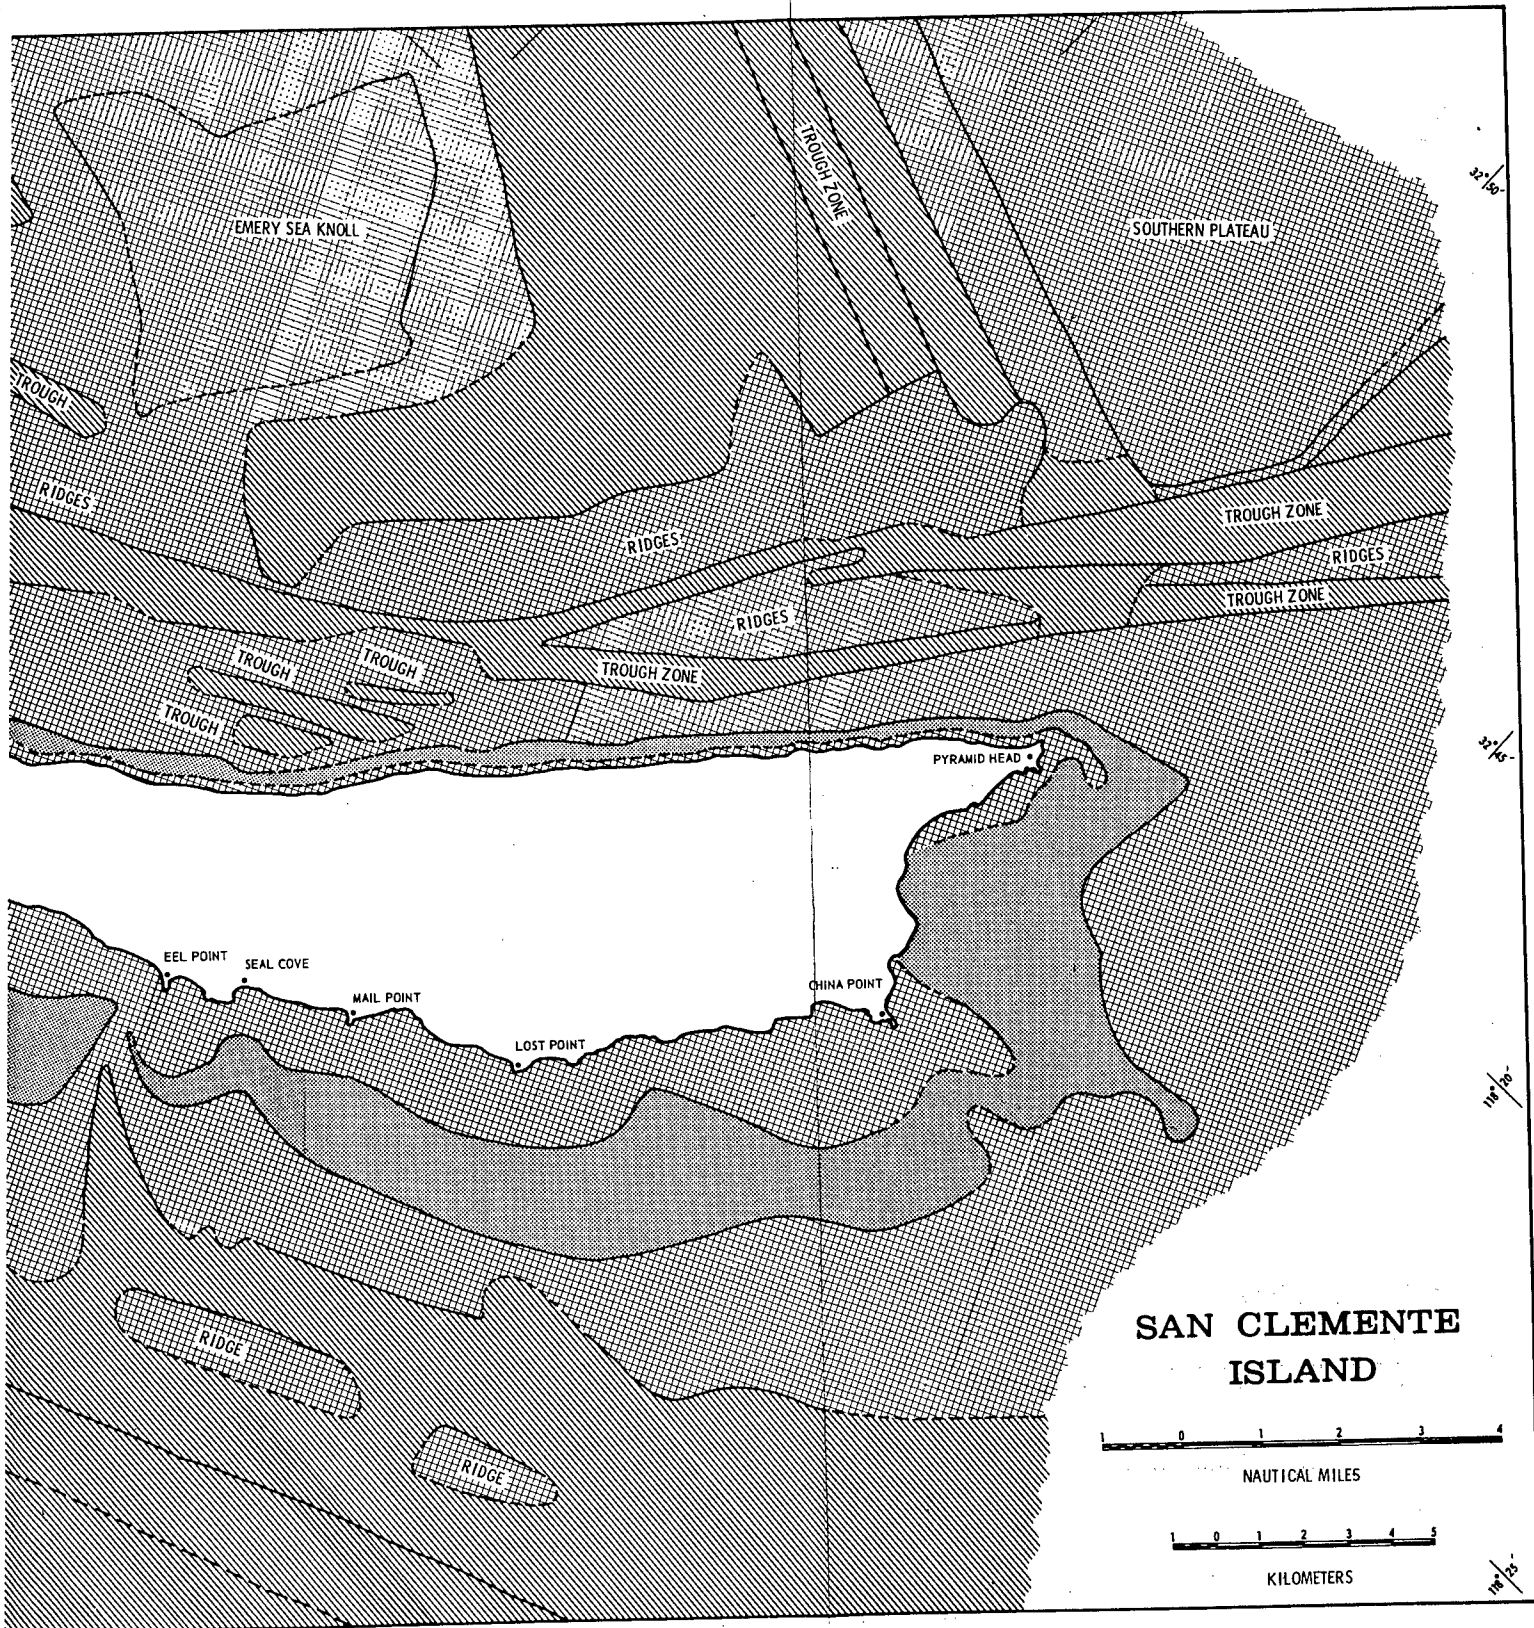 TROUGH ZONE
32°/50'
EMERY SEA KNOLL
SOUTHERN PLATEAU
TROUGH
RIDGES
TROUGH ZONE
RIDGES
RIDGES
TROUGH ZONE
RIDGES
TROUGH
TROUGH
TROUGH ZONE
TROUGH
32°/45'
PYRAMID HEAD
EEL POINT
SEAL COVE
CHINA POINT
MAIL POINT
LOST POINT
118°/20'
SAN CLEMENTE
ISLAND
RIDGE
1 0 1 2 3 4
RIDGE
NAUTICAL MILES
1 0 1 2 3 4 5
KILOMETERS
118°/25'